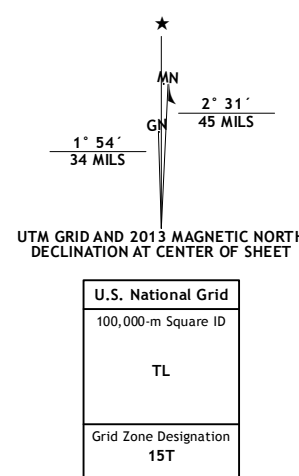 ★
MN
2° 31´
45 MILS
GN
1° 54´
34 MILS
UTM GRID AND 2013 MAGNETIC NORTH
DECLINATION AT CENTER OF SHEET
U.S. National Grid
100,000-m Square ID
TL
Grid Zone Designation
15T